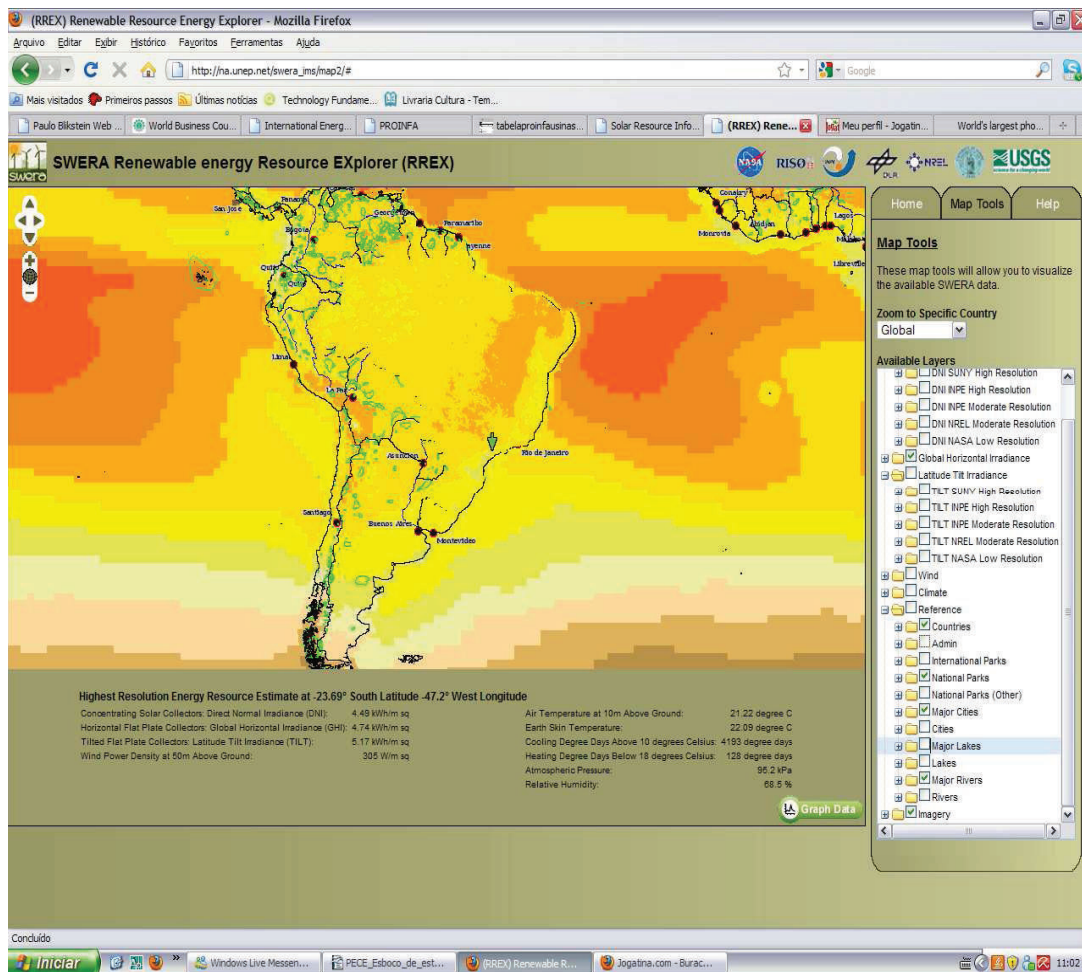 (RREX) Renewable Resource Energy Explorer - Mozilla Firefox
Arquivo Editar Exibir Histórico Favoritos Ferramentas Ajuda
http://na.unep.net/swera_ims/map2/#
Google
Mais visitados Primeiros passos Últimas notícias Technology Fundame... Livraria Cultura - Tem...
Paulo Blikstein Web ... World Business Cou... International Energ... PROINFA tabelaproinfausinas... Solar Resource Info... (RREX) Rene... Meu perfil - Jogatin... World's largest pho...
swera
SWERA Renewable energy Resource EXplorer (RREX)
NASA RISØ DLR NREL USGS
Home Map Tools Help
Map Tools
These map tools will allow you to visualize
the available SWERA data.
Zoom to Specific Country
Global
Available Layers
DNI SUNY High Resolution
DNI INPE High Resolution
DNI INPE Moderate Resolution
DNI NREL Moderate Resolution
DNI NASA Low Resolution
Global Horizontal Irradiance
Latitude Tilt Irradiance
TILT SUNY High Resolution
TILT INPE High Resolution
TILT INPE Moderate Resolution
TILT NREL Moderate Resolution
TILT NASA Low Resolution
Wind
Climate
Reference
Countries
Admin
International Parks
National Parks
National Parks (Other)
Major Cities
Cities
Major Lakes
Lakes
Major Rivers
Rivers
Imagery
San Jose
Panama
Bogota
Georgetown
Paramaribo
Cayenne
Quito
Quito
Lima
La Paz
Asuncion
Rio de Janeiro
Santiago
Buenos Aires
Montevideo
Conakry
Monrovia
Abidjan
Lagos
Libreville
Highest Resolution Energy Resource Estimate at -23.69° South Latitude -47.2° West Longitude
Concentrating Solar Collectors: Direct Normal Irradiance (DNI): 4.49 kWh/m sq
Horizontal Flat Plate Collectors: Global Horizontal Irradiance (GHI): 4.74 kWh/m sq
Tilted Flat Plate Collectors: Latitude Tilt Irradiance (TILT): 5.17 kWh/m sq
Wind Power Density at 50m Above Ground: 305 W/m sq
Air Temperature at 10m Above Ground: 21.22 degree C
Earth Skin Temperature: 22.09 degree C
Cooling Degree Days Above 10 degrees Celsius: 4193 degree days
Heating Degree Days Below 18 degrees Celsius: 128 degree days
Atmospheric Pressure: 95.2 kPa
Relative Humidity: 68.5 %
Graph Data
Concluído
Iniciar Windows Live Messen... PECE_Esboco_de_est... (RREX) Renewable R... Jogatina.com - Burac... 11:02